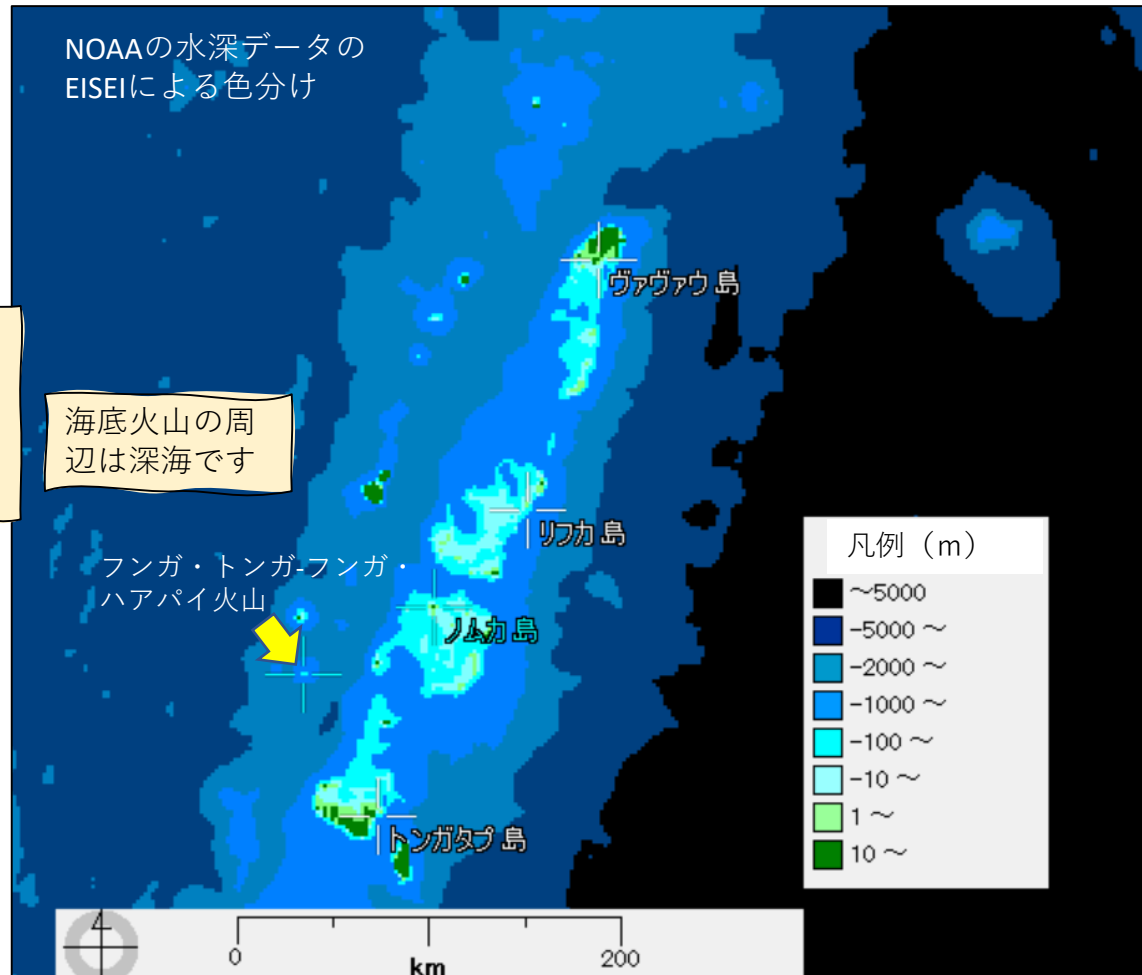 NOAAの水深データの
EISEIによる色分け
ヴァヴァウ島
海底火山の周
辺は深海です
リフカ島
フンガ・トンガ-フンガ・
ハアパイ火山
ノムカ島
トンガタプ島
凡例（m）
～5000
-5000～
-2000～
-1000～
-100～
-10～
1～
10～
0
km
200